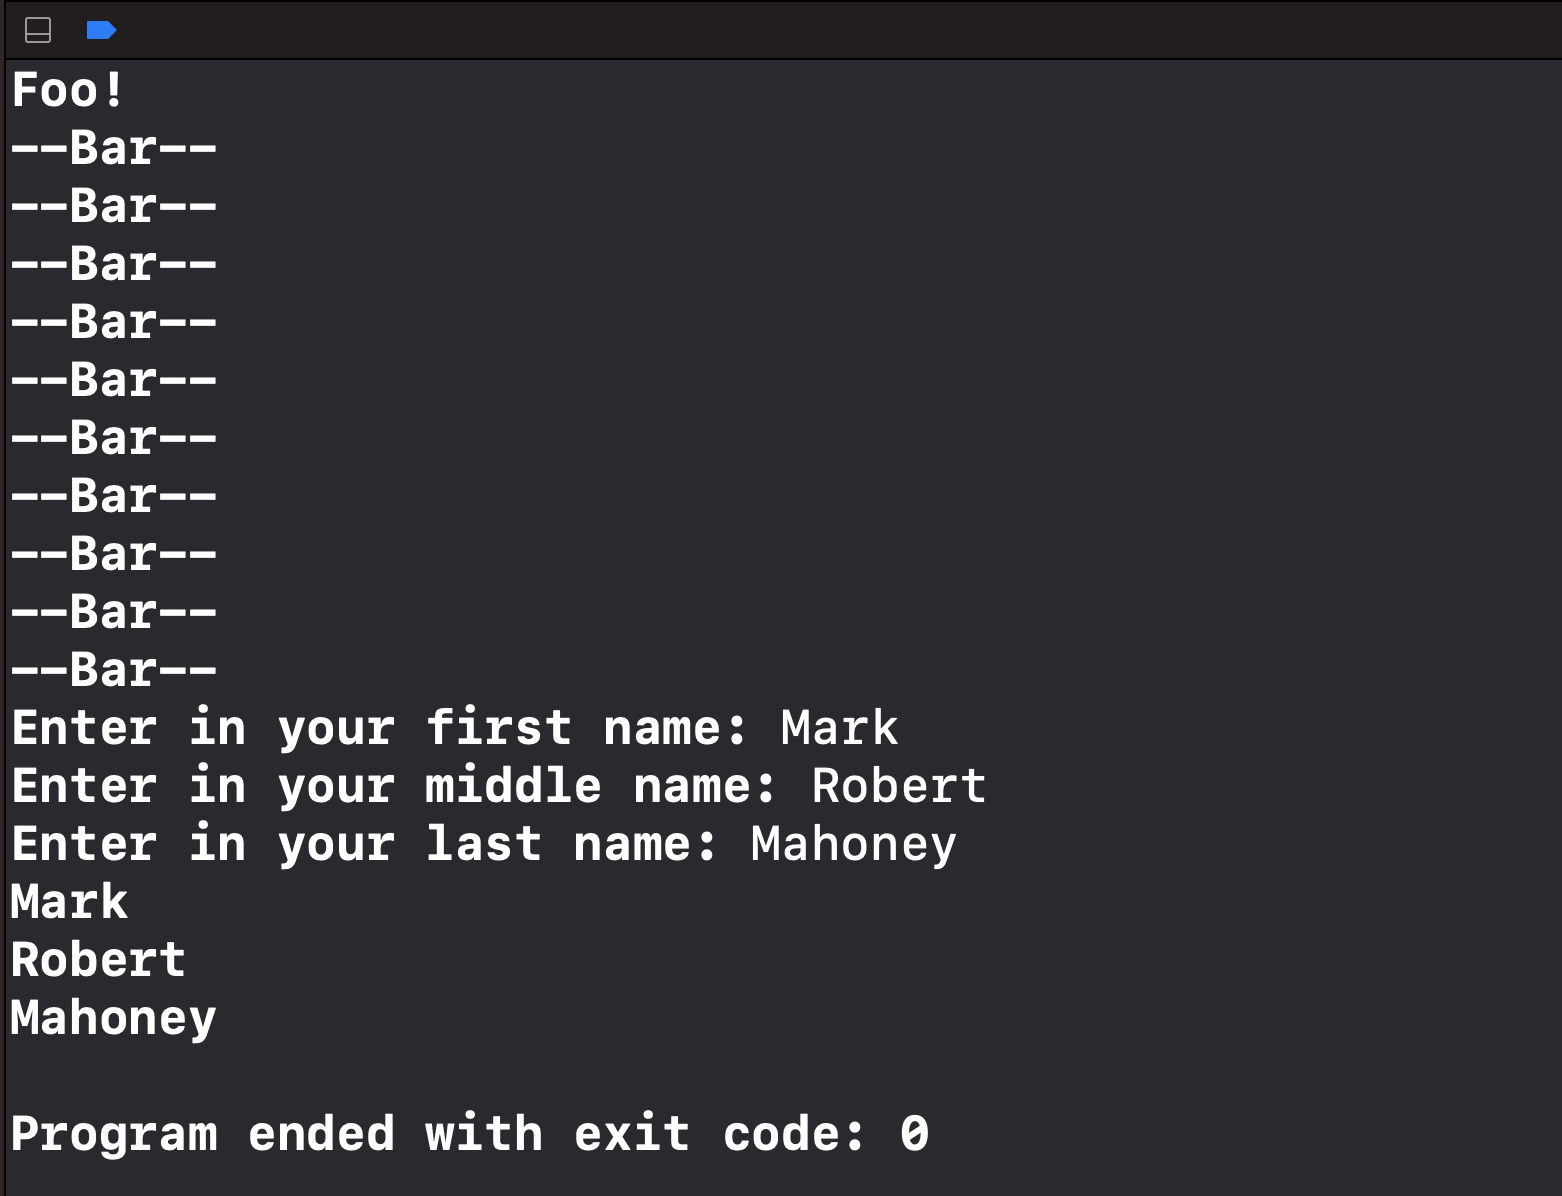 Foo!
--Bar--
--Bar--
--Bar--
--Bar--
--Bar--
--Bar--
--Bar--
--Bar--
--Bar--
--Bar--
Enter in your first name: Mark
Enter in your middle name: Robert
Enter in your last name: Mahoney
Mark
Robert
Mahoney
Program ended with exit code: 0